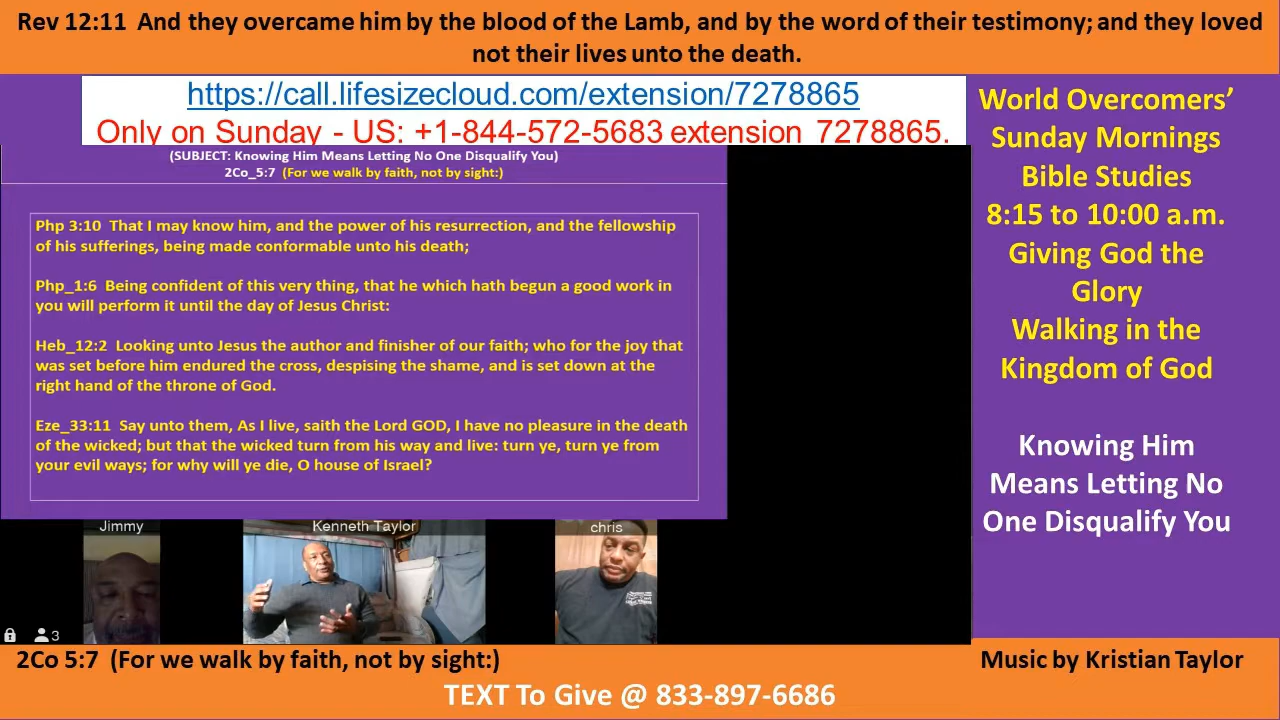 Rev 12:11  And they overcame him by the blood of the Lamb, and by the word of their testimony; and they loved
not their lives unto the death.
https://call.lifesizecloud.com/extension/7278865
Only on Sunday - US: +1-844-572-5683 extension 7278865.
(SUBJECT: Knowing Him Means Letting No One Disqualify You)
2Co_5:7  (For we walk by faith, not by sight:)
Php 3:10  That I may know him, and the power of his resurrection, and the fellowship
of his sufferings, being made conformable unto his death;
Php_1:6  Being confident of this very thing, that he which hath begun a good work in
you will perform it until the day of Jesus Christ:
Heb_12:2  Looking unto Jesus the author and finisher of our faith; who for the joy that
was set before him endured the cross, despising the shame, and is set down at the
right hand of the throne of God.
Eze_33:11  Say unto them, As I live, saith the Lord GOD, I have no pleasure in the death
of the wicked; but that the wicked turn from his way and live: turn ye, turn ye from
your evil ways; for why will ye die, O house of Israel?
Jimmy
Kenneth Taylor
chris
3
World Overcomers’
Sunday Mornings
Bible Studies
8:15 to 10:00 a.m.
Giving God the
Glory
Walking in the
Kingdom of God
Knowing Him
Means Letting No
One Disqualify You
2Co 5:7  (For we walk by faith, not by sight:)
Music by Kristian Taylor
TEXT To Give @ 833-897-6686